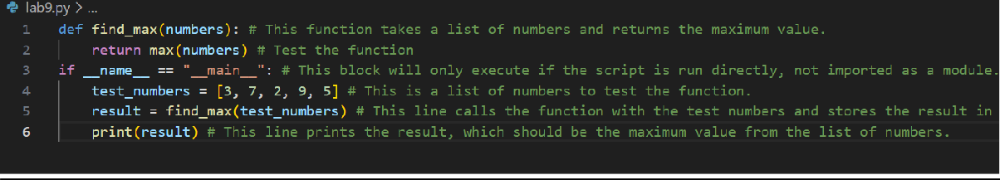 lab9.py > ...
1 def find_max(numbers): # This function takes a list of numbers and returns the maximum value.
2 return max(numbers) # Test the function
3 if __name__ == "__main__": # This block will only execute if the script is run directly, not imported as a module.
4 test_numbers = [3, 7, 2, 9, 5] # This is a list of numbers to test the function.
5 result = find_max(test_numbers) # This line calls the function with the test numbers and stores the result in
6 print(result) # This line prints the result, which should be the maximum value from the list of numbers.